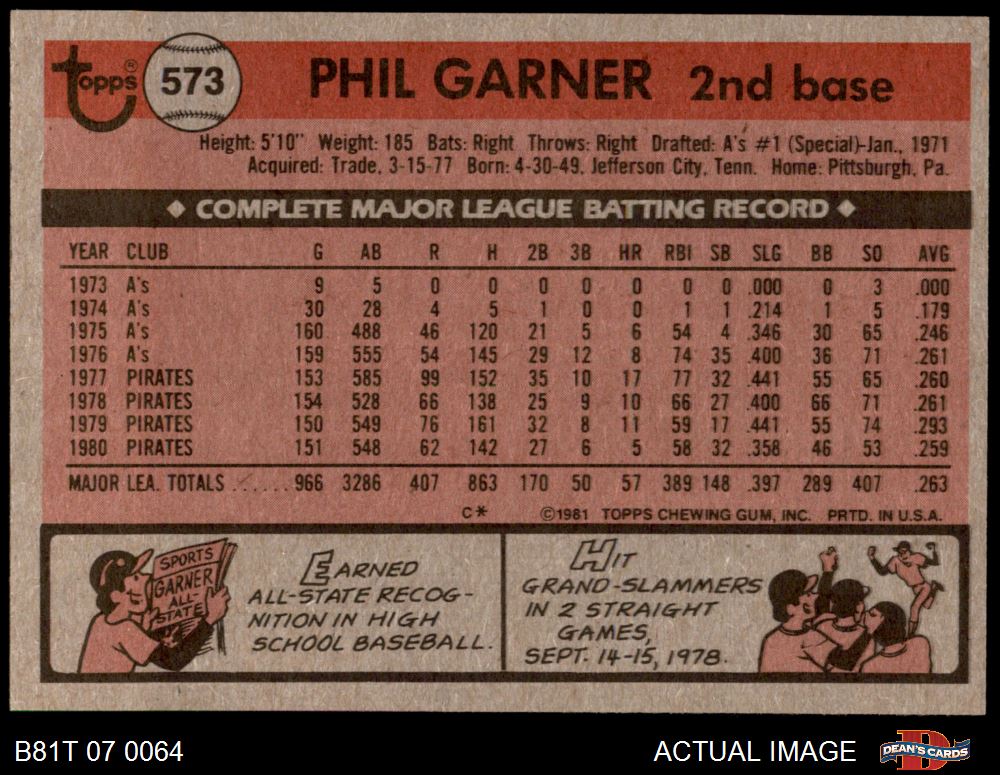 topps®
573
PHIL GARNER 2nd base
Height: 5'10" Weight: 185 Bats: Right Throws: Right Drafted: A's #1 (Special)-Jan., 1971
Acquired: Trade, 3-15-77 Born: 4-30-49, Jefferson City, Tenn. Home: Pittsburgh, Pa.
◆ COMPLETE MAJOR LEAGUE BATTING RECORD ◆
YEAR CLUB G AB R H 2B 3B HR RBI SB SLG BB SO AVG
1973 A's 9 5 0 0 0 0 0 0 0 .000 0 3 .000
1974 A's 30 28 4 5 1 0 0 1 1 .214 1 5 .179
1975 A's 160 488 46 120 21 5 6 54 4 .346 30 65 .246
1976 A's 159 555 54 145 29 12 8 74 35 .400 36 71 .261
1977 PIRATES 153 585 99 152 35 10 17 77 32 .441 55 65 .260
1978 PIRATES 154 528 66 138 25 9 10 66 27 .400 66 71 .261
1979 PIRATES 150 549 76 161 32 8 11 59 17 .441 55 74 .293
1980 PIRATES 151 548 62 142 27 6 5 58 32 .358 46 53 .259
MAJOR LEA. TOTALS ...... 966 3286 407 863 170 50 57 389 148 .397 289 407 .263
C* ©1981 TOPPS CHEWING GUM, INC. PRTD. IN U.S.A.
SPORTS
GARNER
ALL-
STATE
EARNED
ALL-STATE RECOG-
NITION IN HIGH
SCHOOL BASEBALL.
HIT
GRAND-SLAMMERS
IN 2 STRAIGHT
GAMES,
SEPT. 14-15, 1978.
B81T 07 0064
ACTUAL IMAGE
DEAN'S CARDS